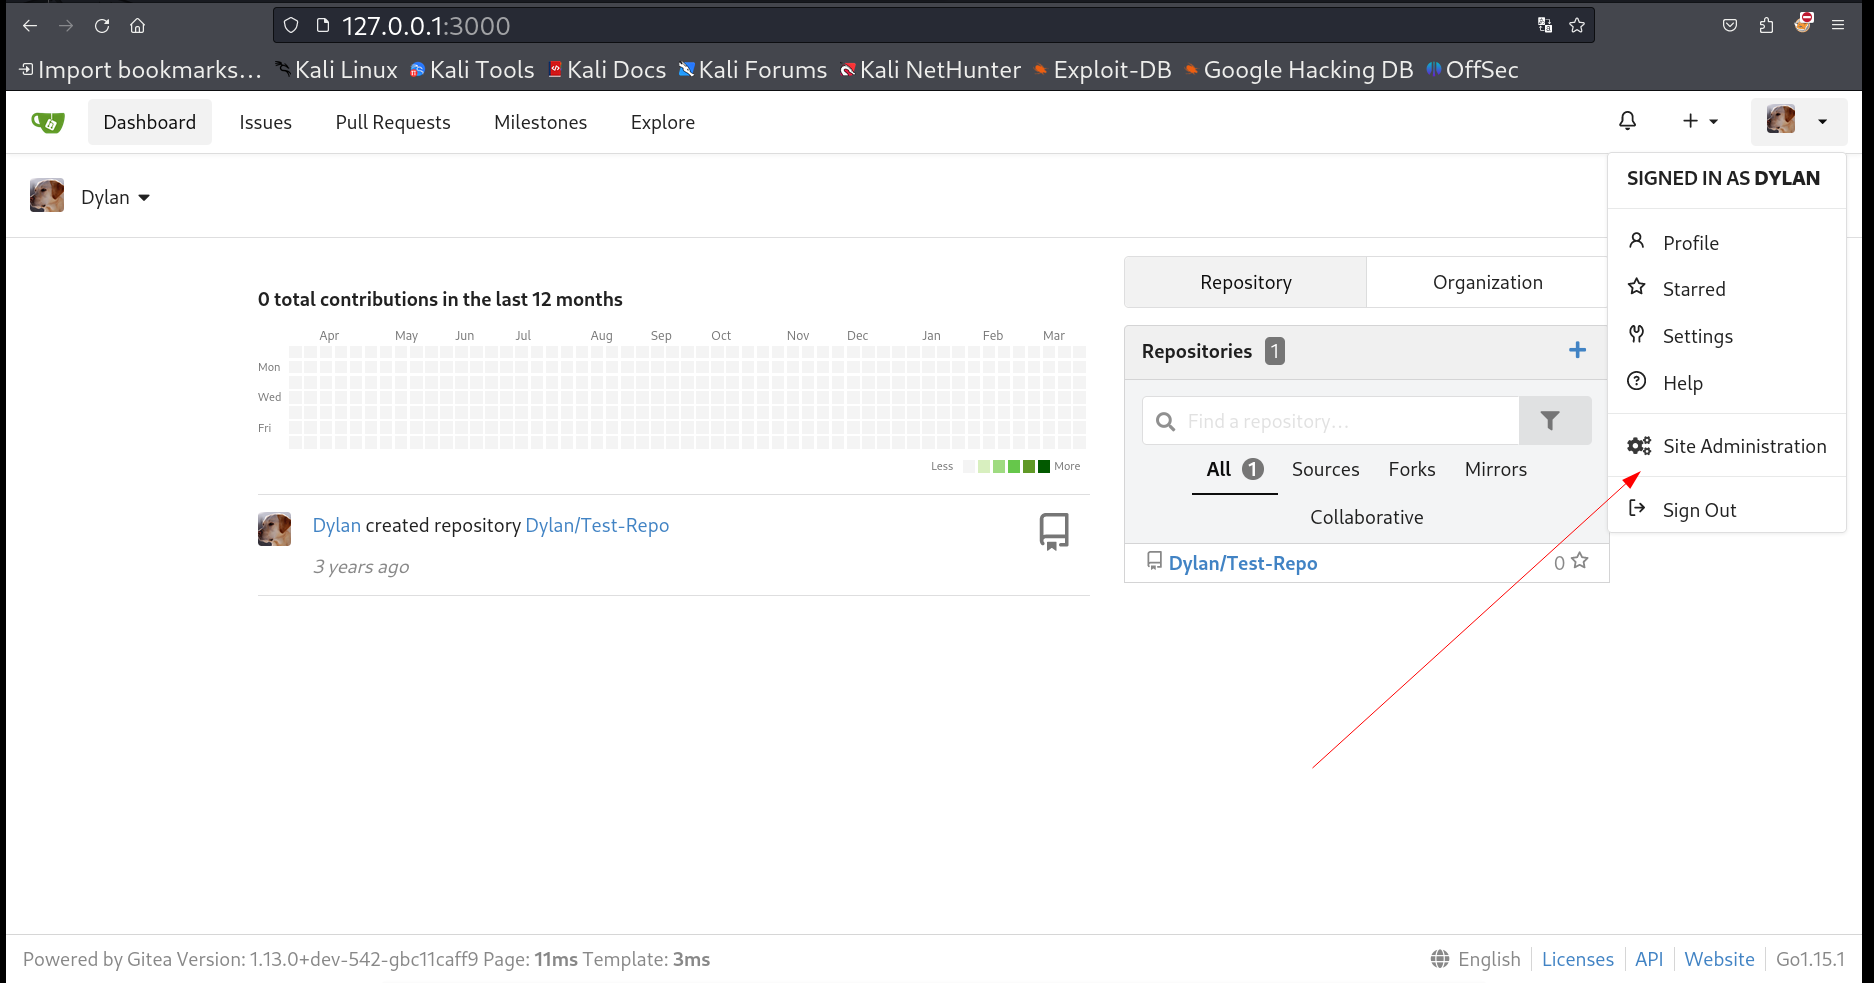 127.0.0.1:3000
Import bookmarks... Kali Linux Kali Tools Kali Docs Kali Forums Kali NetHunter Exploit-DB Google Hacking DB OffSec
Dashboard Issues Pull Requests Milestones Explore
SIGNED IN AS DYLAN
Profile
Starred
Settings
Help
Site Administration
Sign Out
Dylan
0 total contributions in the last 12 months
Apr May Jun Jul Aug Sep Oct Nov Dec Jan Feb Mar
Mon
Wed
Fri
Less More
Dylan created repository Dylan/Test-Repo
3 years ago
Repository Organization
Repositories 1
Find a repository...
All 1 Sources Forks Mirrors
Collaborative
Dylan/Test-Repo 0
Powered by Gitea Version: 1.13.0+dev-542-gbc11caff9 Page: 11ms Template: 3ms
English Licenses API Website Go1.15.1